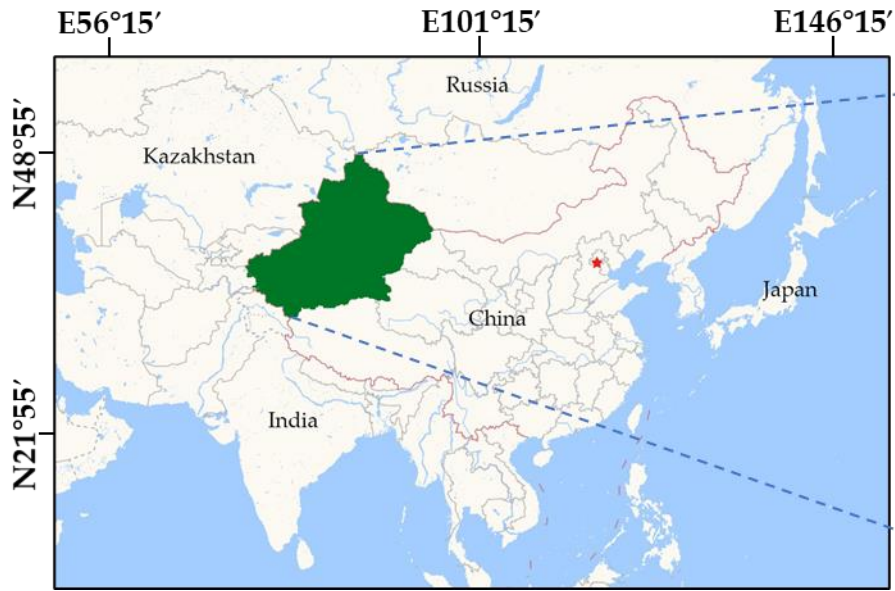 E56°15′ E101°15′ E146°15′
Russia
N48°55′
Kazakhstan
Japan
China
India
N21°55′